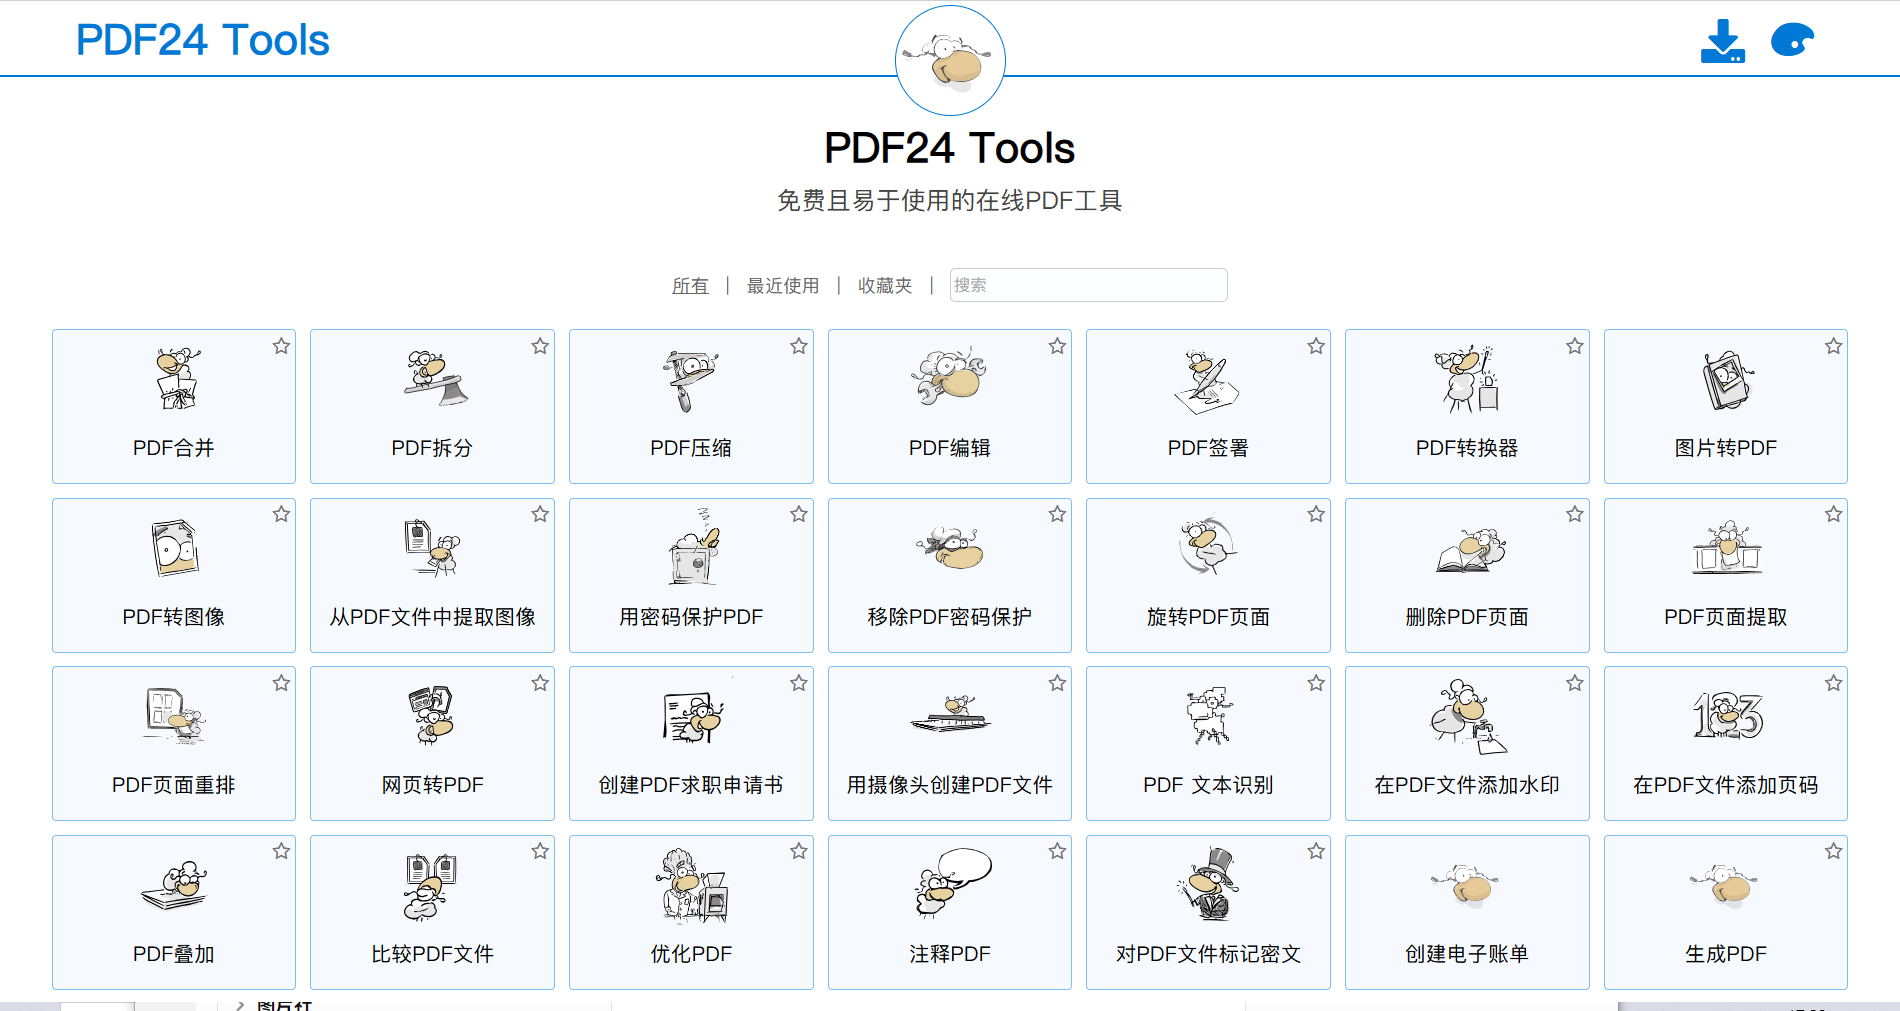 PDF24 Tools
PDF24 Tools
免费且易于使用的在线PDF工具
所有 | 最近使用 | 收藏夹 | 搜索
PDF合并
PDF拆分
PDF压缩
PDF编辑
PDF签署
PDF转换器
图片转PDF
PDF转图像
从PDF文件中提取图像
用密码保护PDF
移除PDF密码保护
旋转PDF页面
删除PDF页面
PDF页面提取
PDF页面重排
网页转PDF
创建PDF求职申请书
用摄像头创建PDF文件
PDF 文本识别
在PDF文件添加水印
123
在PDF文件添加页码
PDF叠加
比较PDF文件
优化PDF
注释PDF
对PDF文件标记密文
创建电子账单
生成PDF